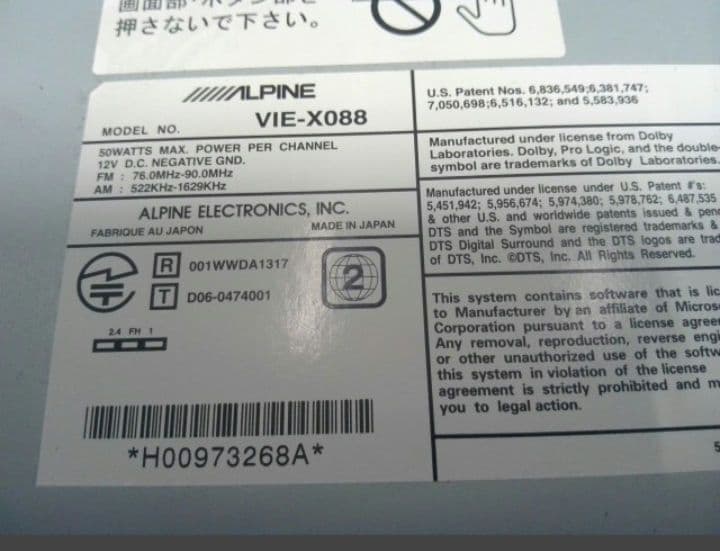 押さないで下さい。
ALPINE
MODEL NO. VIE-X088
50WATTS MAX. POWER PER CHANNEL
12V D.C. NEGATIVE GND.
FM : 76.0MHz-90.0MHz
AM : 522KHz-1629KHz
ALPINE ELECTRONICS, INC.
FABRIQUE AU JAPON MADE IN JAPAN
R 001WWDA1317
T D06-0474001
2
2.4 FH 1
*H00973268A*
U.S. Patent Nos. 6,836,549;6,381,747;
7,050,698;6,516,132; and 5,583,936
Manufactured under license from Dolby
Laboratories. Dolby, Pro Logic, and the double-
symbol are trademarks of Dolby Laboratories.
Manufactured under license under U.S. Patent #'s:
5,451,942; 5,956,674; 5,974,380; 5,978,762; 6,487,535
& other U.S. and worldwide patents issued & pen
DTS and the Symbol are registered trademarks &
DTS Digital Surround and the DTS logos are trad
of DTS, Inc. ©DTS, Inc. All Rights Reserved.
This system contains software that is lic
to Manufacturer by an affiliate of Micros
Corporation pursuant to a license agree
Any removal, reproduction, reverse engi
or other unauthorized use of the softw
this system in violation of the license
agreement is strictly prohibited and m
you to legal action.